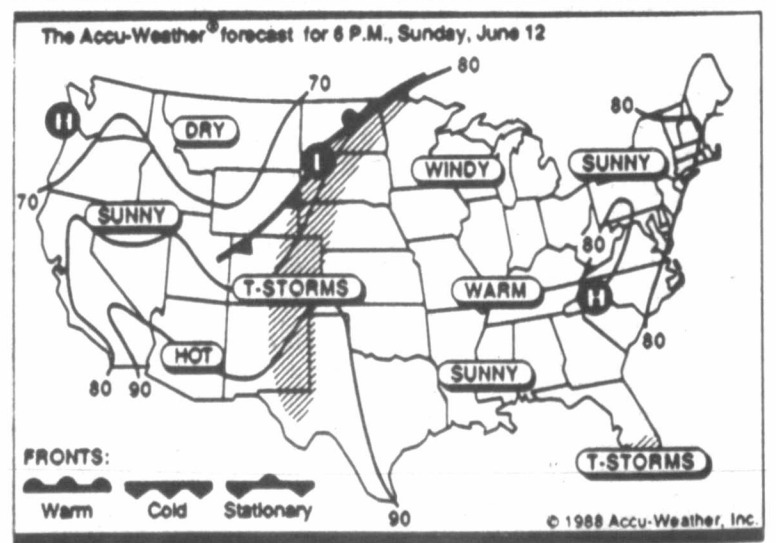 The Accu-Weather® forecast for 6 P.M., Sunday, June 12
80
70
80
H
DRY
WINDY
SUNNY
70
SUNNY
80
T-STORMS
WARM
H
80
HOT
SUNNY
80 90
FRONTS:
T-STORMS
Warm Cold Stationary
90
© 1988 Accu-Weather, Inc.